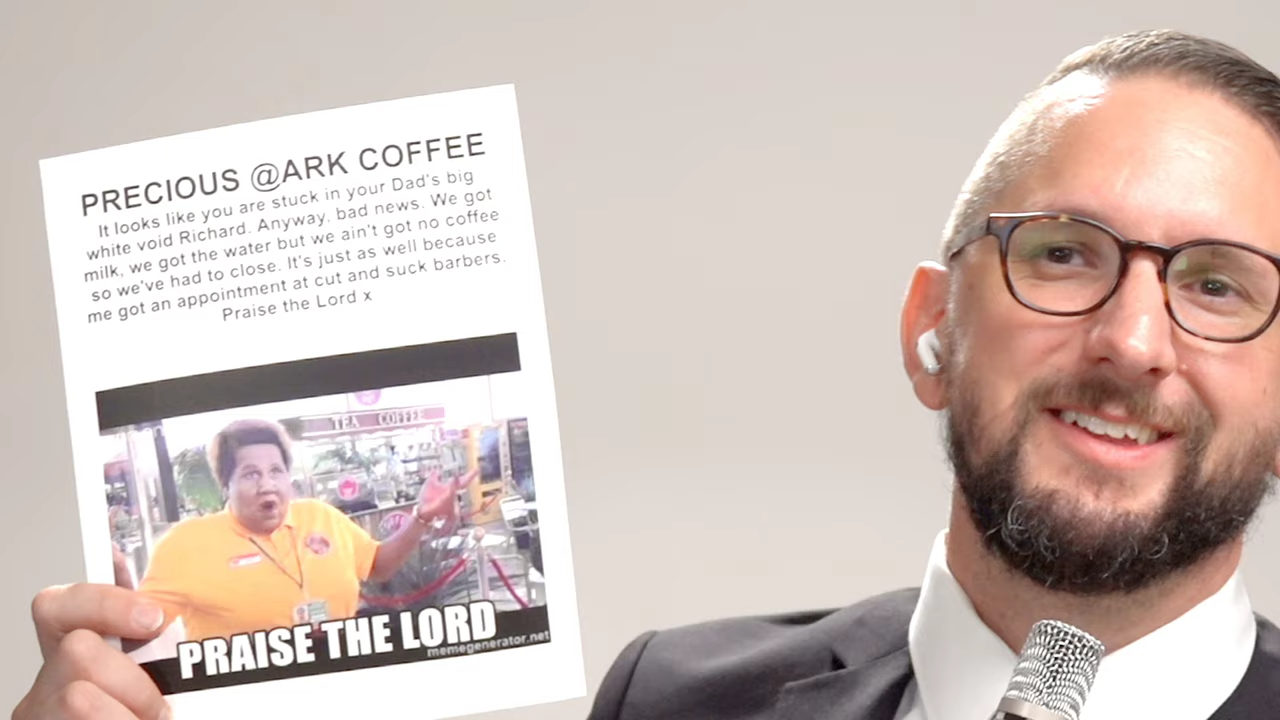 PRECIOUS @ARK COFFEE
It looks like you are stuck in your Dad's big
white void Richard. Anyway, bad news. We got
milk, we got the water but we ain't got no coffee
so we've had to close. It's just as well because
me got an appointment at cut and suck barbers.
Praise the Lord x
TEA COFFEE
PRAISE THE LORD
memegenerator.net